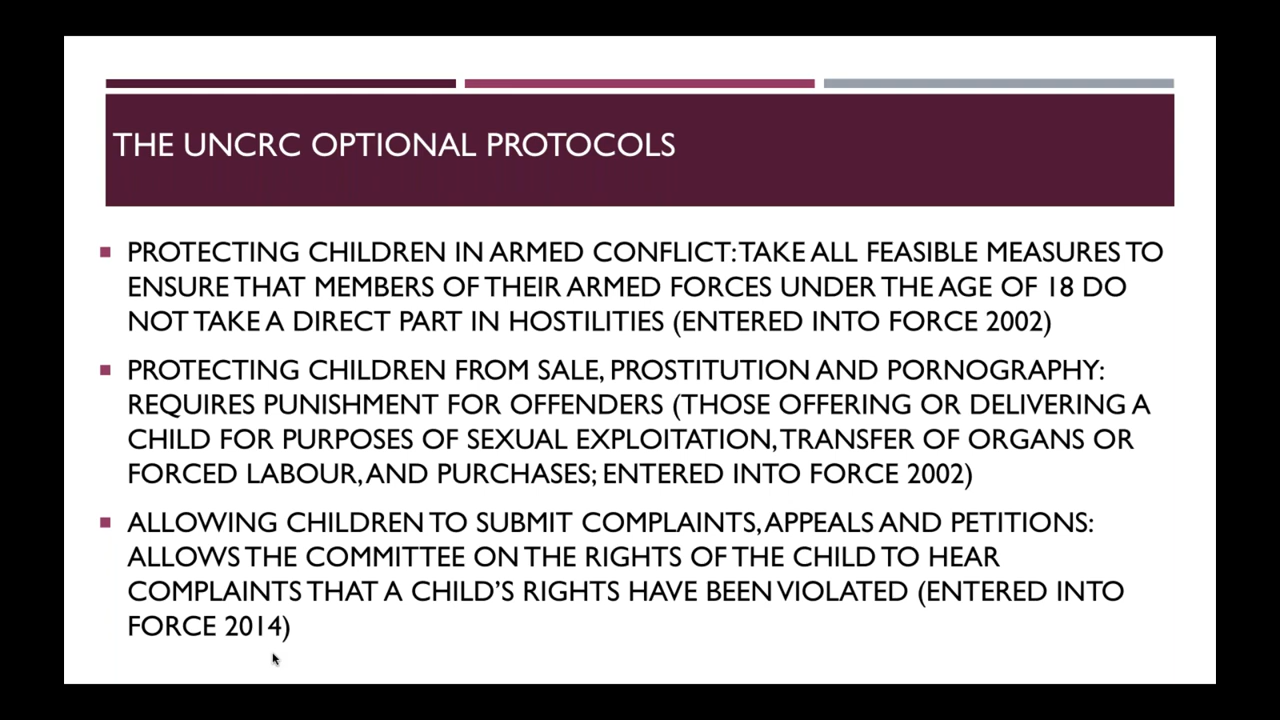 THE UNCRC OPTIONAL PROTOCOLS
PROTECTING CHILDREN IN ARMED CONFLICT: TAKE ALL FEASIBLE MEASURES TO
ENSURE THAT MEMBERS OF THEIR ARMED FORCES UNDER THE AGE OF 18 DO
NOT TAKE A DIRECT PART IN HOSTILITIES (ENTERED INTO FORCE 2002)
PROTECTING CHILDREN FROM SALE, PROSTITUTION AND PORNOGRAPHY:
REQUIRES PUNISHMENT FOR OFFENDERS (THOSE OFFERING OR DELIVERING A
CHILD FOR PURPOSES OF SEXUAL EXPLOITATION, TRANSFER OF ORGANS OR
FORCED LABOUR, AND PURCHASES; ENTERED INTO FORCE 2002)
ALLOWING CHILDREN TO SUBMIT COMPLAINTS, APPEALS AND PETITIONS:
ALLOWS THE COMMITTEE ON THE RIGHTS OF THE CHILD TO HEAR
COMPLAINTS THAT A CHILD'S RIGHTS HAVE BEEN VIOLATED (ENTERED INTO
FORCE 2014)